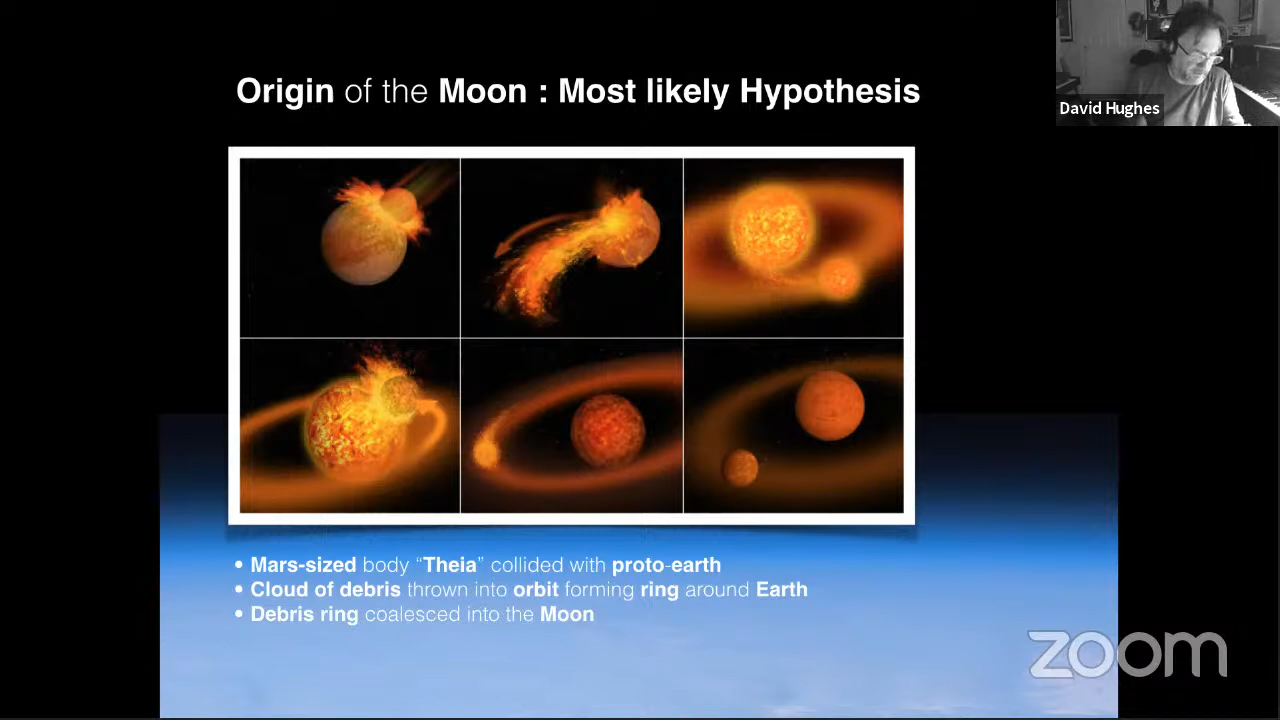 Origin of the Moon : Most likely Hypothesis
David Hughes
• Mars-sized body “Theia” collided with proto-earth
• Cloud of debris thrown into orbit forming ring around Earth
• Debris ring coalesced into the Moon
zoom